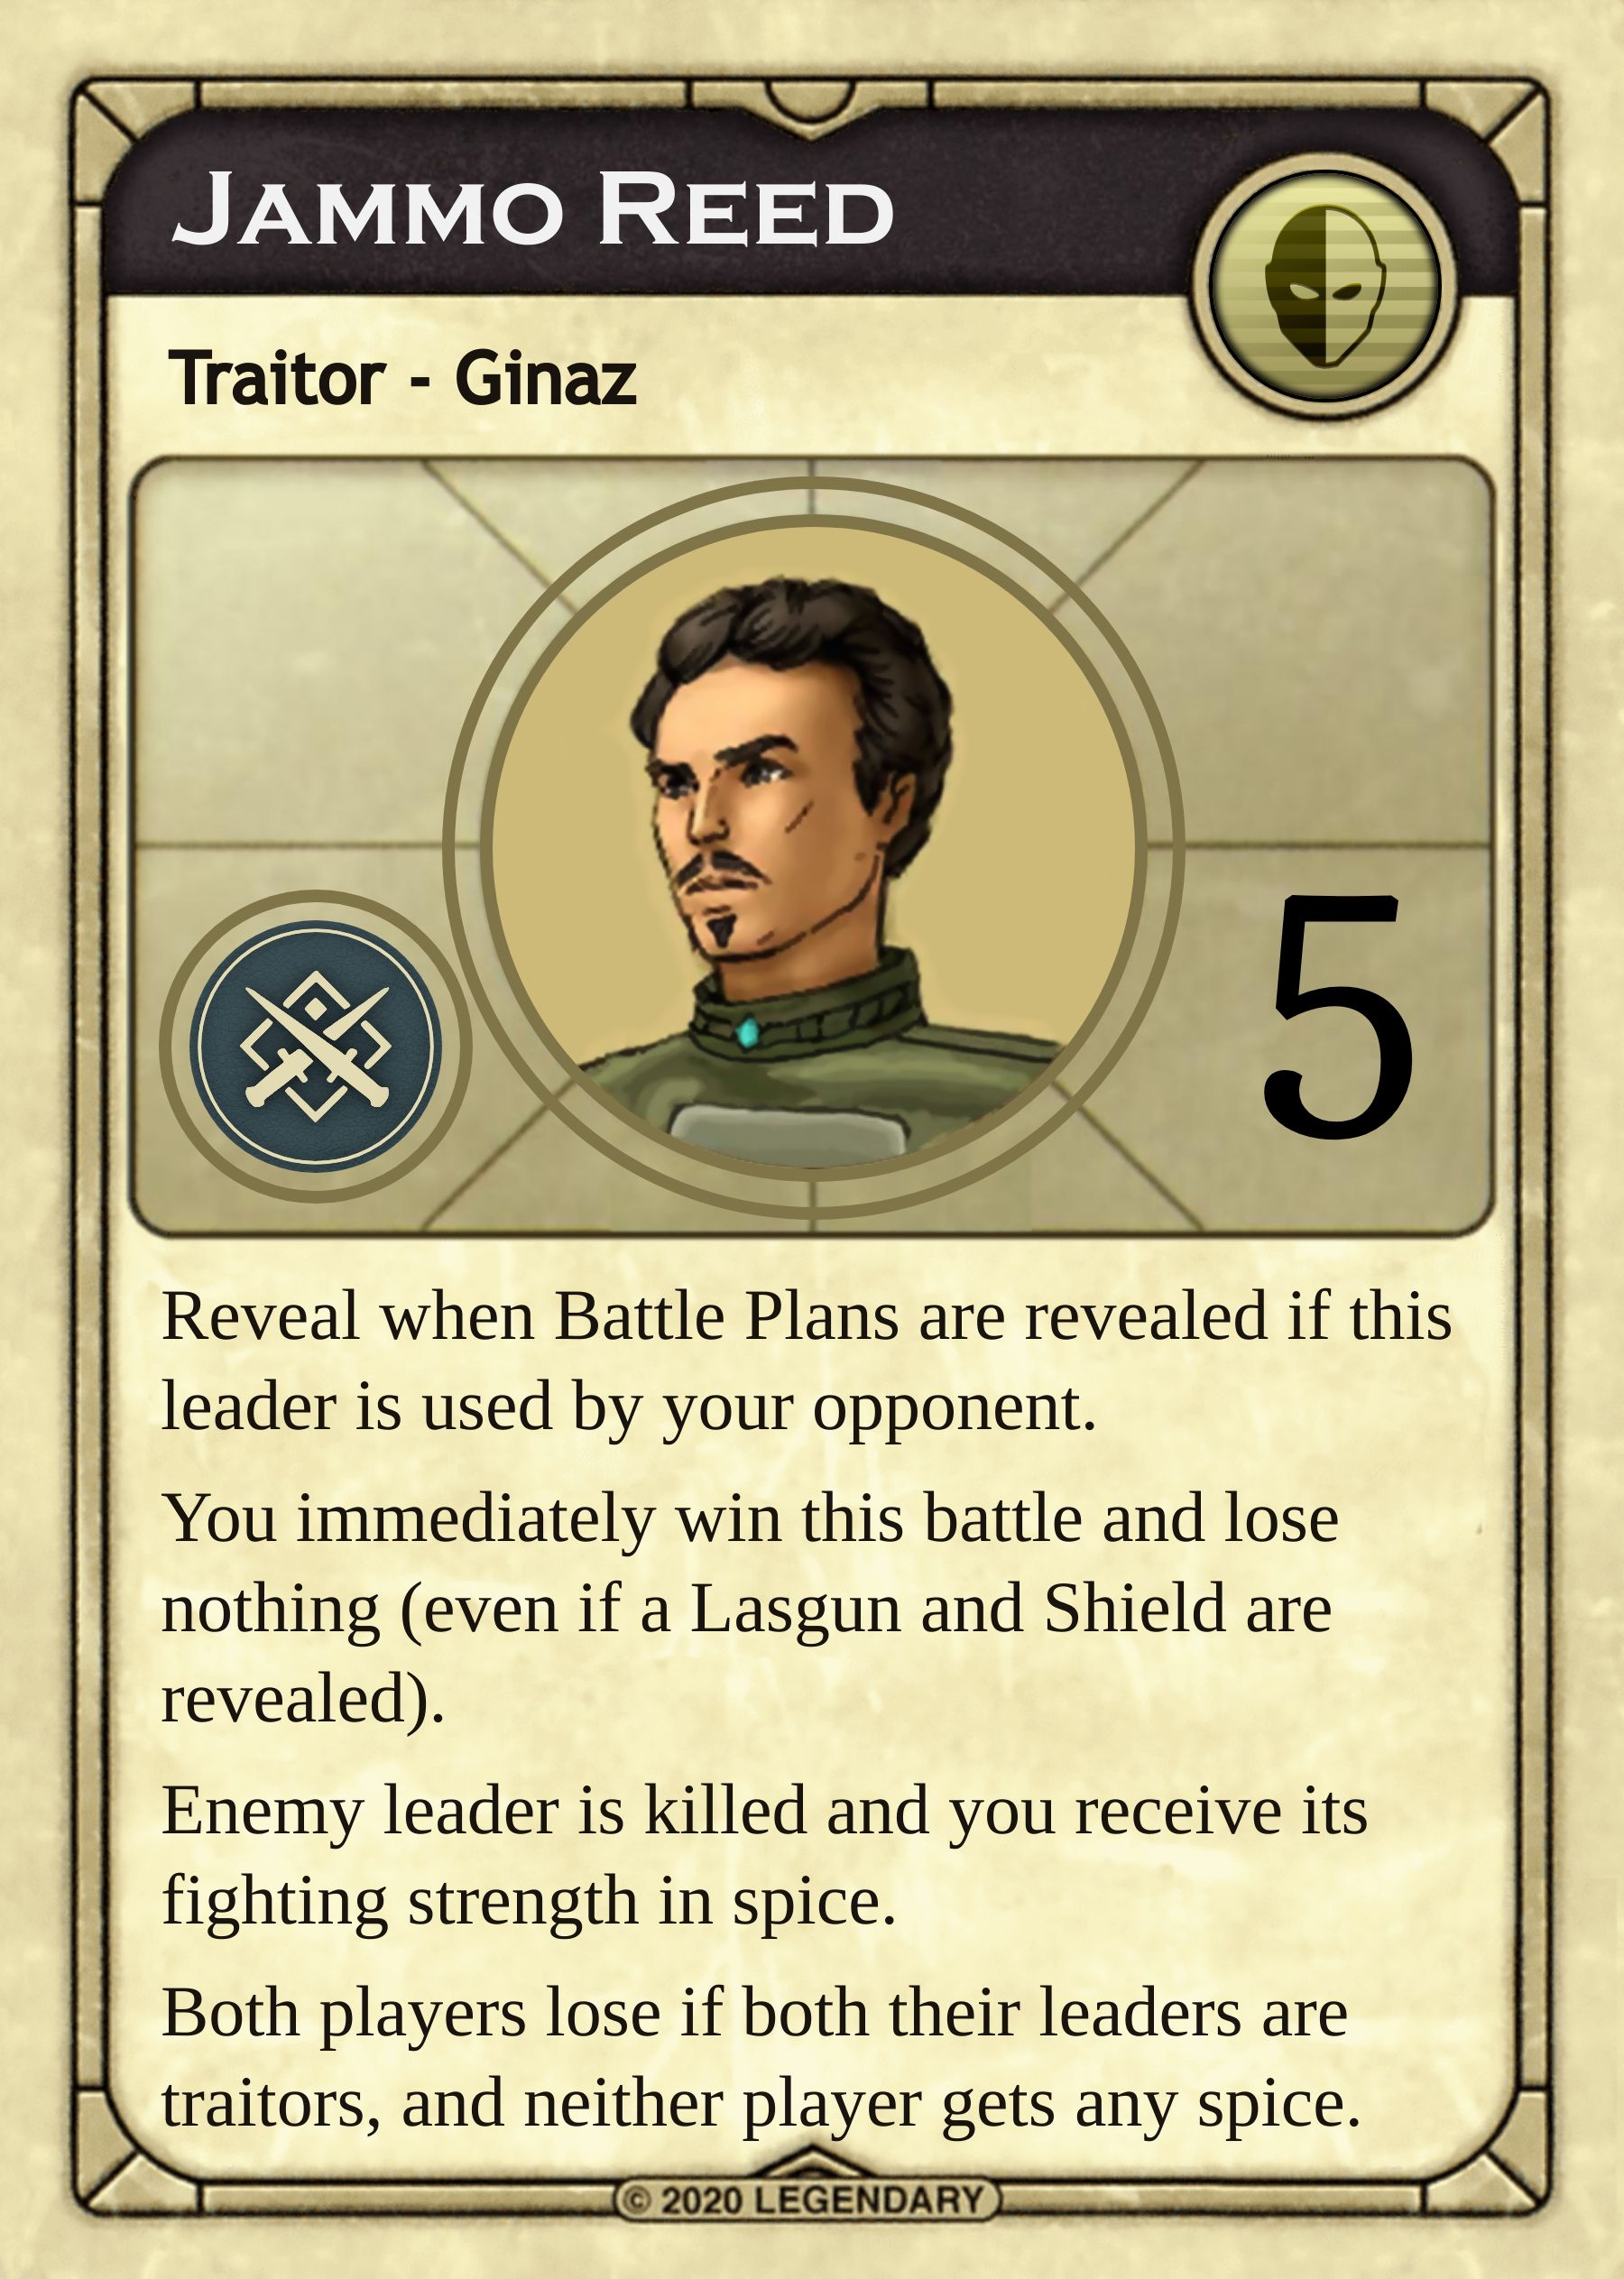 Jammo Reed
Traitor - Ginaz
5
Reveal when Battle Plans are revealed if this
leader is used by your opponent.
You immediately win this battle and lose
nothing (even if a Lasgun and Shield are
revealed).
Enemy leader is killed and you receive its
fighting strength in spice.
Both players lose if both their leaders are
traitors, and neither player gets any spice.
© 2020 LEGENDARY